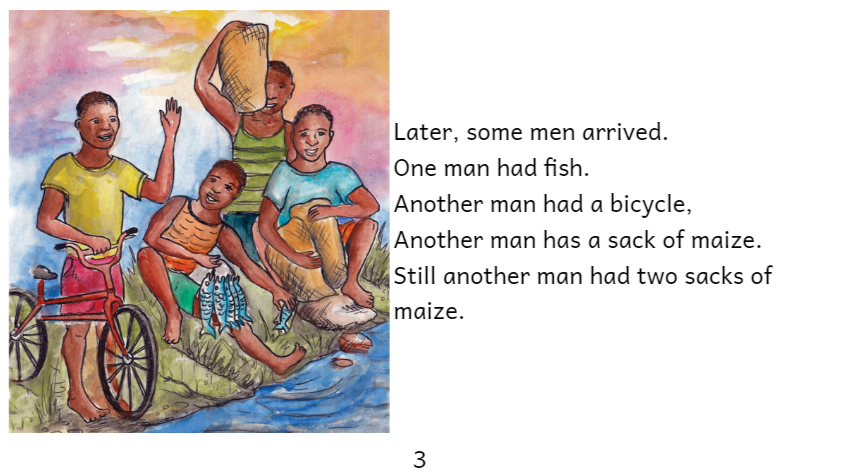 Later, some men arrived.
One man had fish.
Another man had a bicycle,
Another man has a sack of maize.
Still another man had two sacks of
maize.
3